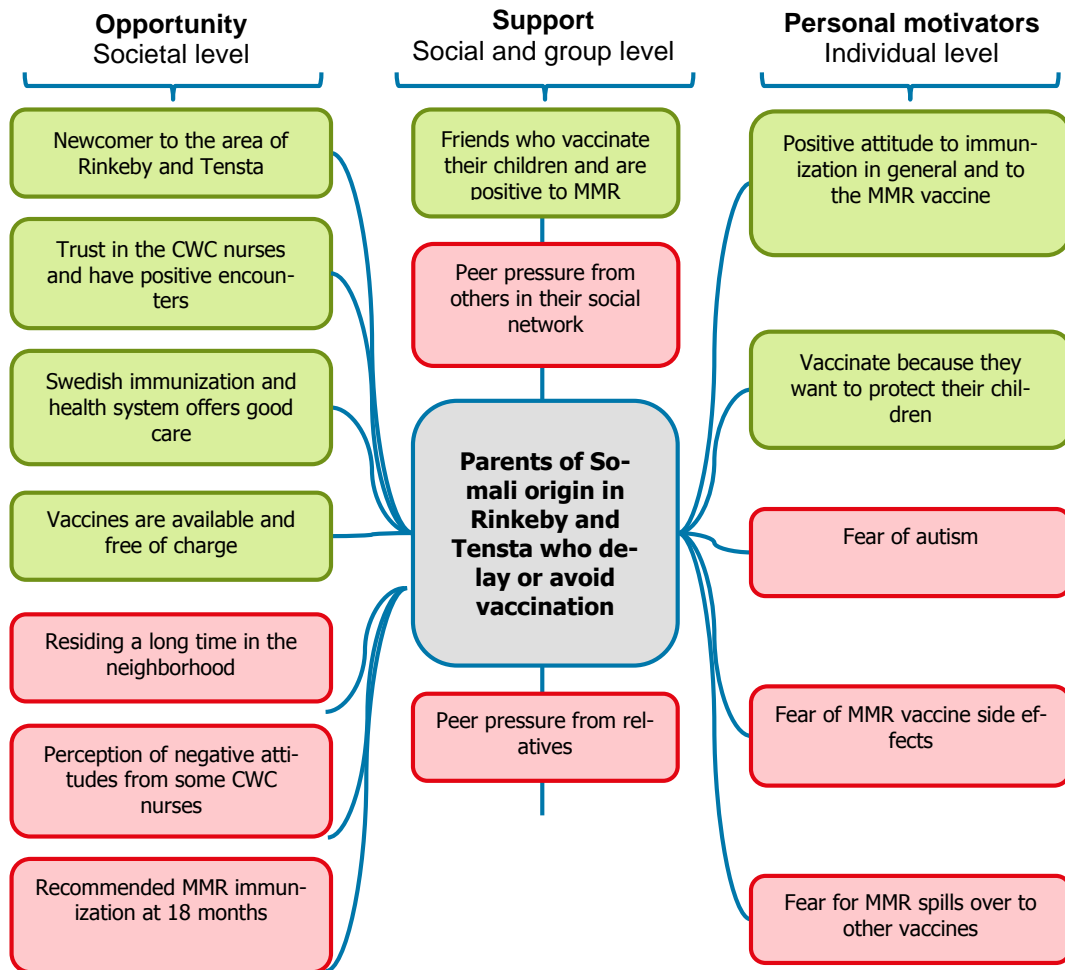 Opportunity
Societal level
Newcomer to the area of
Rinkeby and Tensta
Trust in the CWC nurses
and have positive encoun-
ters
Swedish immunization and
health system offers good
care
Vaccines are available and
free of charge
Residing a long time in the
neighborhood
Perception of negative atti-
tudes from some CWC
nurses
Recommended MMR immun-
ization at 18 months
Support
Social and group level
Friends who vaccinate
their children and are
positive to MMR
Peer pressure from
others in their social
network
Parents of So-
mali origin in
Rinkeby and
Tensta who de-
lay or avoid
vaccination
Peer pressure from rel-
atives
Personal motivators
Individual level
Positive attitude to immun-
ization in general and to
the MMR vaccine
Vaccinate because they
want to protect their chil-
dren
Fear of autism
Fear of MMR vaccine side ef-
fects
Fear for MMR spills over to
other vaccines